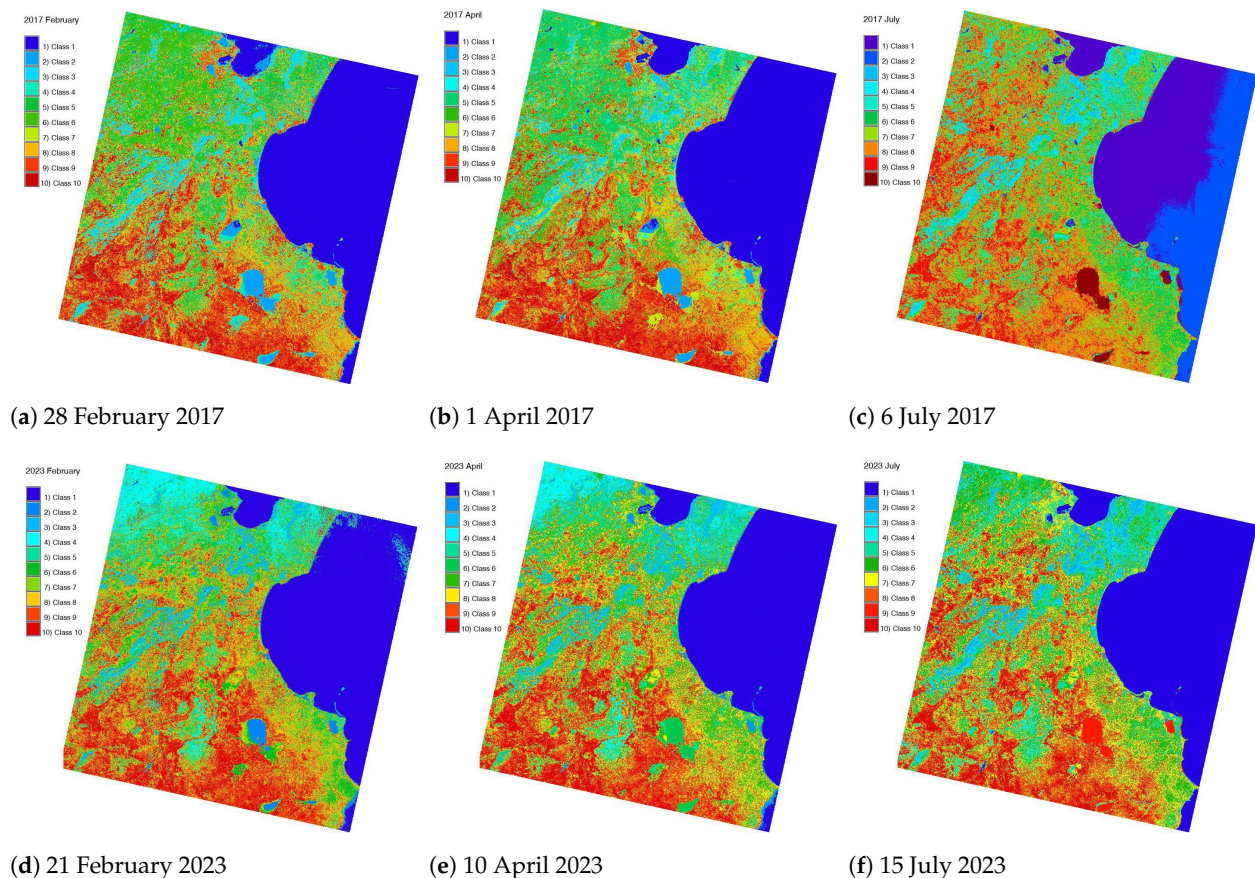 2017 February
1) Class 1
2) Class 2
3) Class 3
4) Class 4
5) Class 5
6) Class 6
7) Class 7
8) Class 8
9) Class 9
10) Class 10
(a) 28 February 2017
2017 April
1) Class 1
2) Class 2
3) Class 3
4) Class 4
5) Class 5
6) Class 6
7) Class 7
8) Class 8
9) Class 9
10) Class 10
(b) 1 April 2017
2017 July
1) Class 1
2) Class 2
3) Class 3
4) Class 4
5) Class 5
6) Class 6
7) Class 7
8) Class 8
9) Class 9
10) Class 10
(c) 6 July 2017
2023 February
1) Class 1
2) Class 2
3) Class 3
4) Class 4
5) Class 5
6) Class 6
7) Class 7
8) Class 8
9) Class 9
10) Class 10
(d) 21 February 2023
2023 April
1) Class 1
2) Class 2
3) Class 3
4) Class 4
5) Class 5
6) Class 6
7) Class 7
8) Class 8
9) Class 9
10) Class 10
(e) 10 April 2023
2023 July
1) Class 1
2) Class 2
3) Class 3
4) Class 4
5) Class 5
6) Class 6
7) Class 7
8) Class 8
9) Class 9
10) Class 10
(f) 15 July 2023